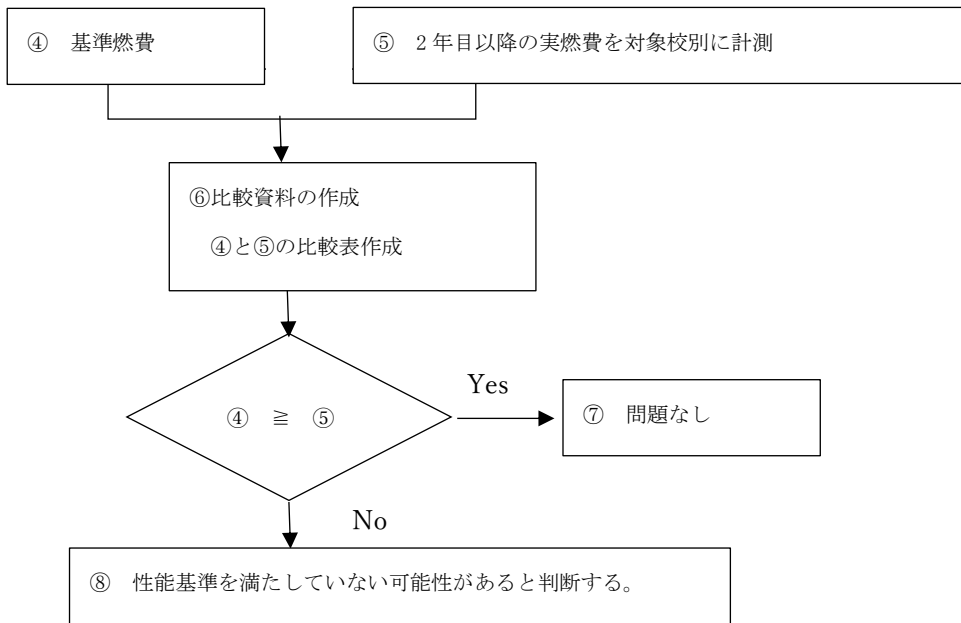 ④　基準燃費
⑤　2 年目以降の実燃費を対象校別に計測
⑥比較資料の作成
④と⑤の比較表作成
④　≧　⑤
Yes
⑦　問題なし
No
⑧　性能基準を満たしていない可能性があると判断する。